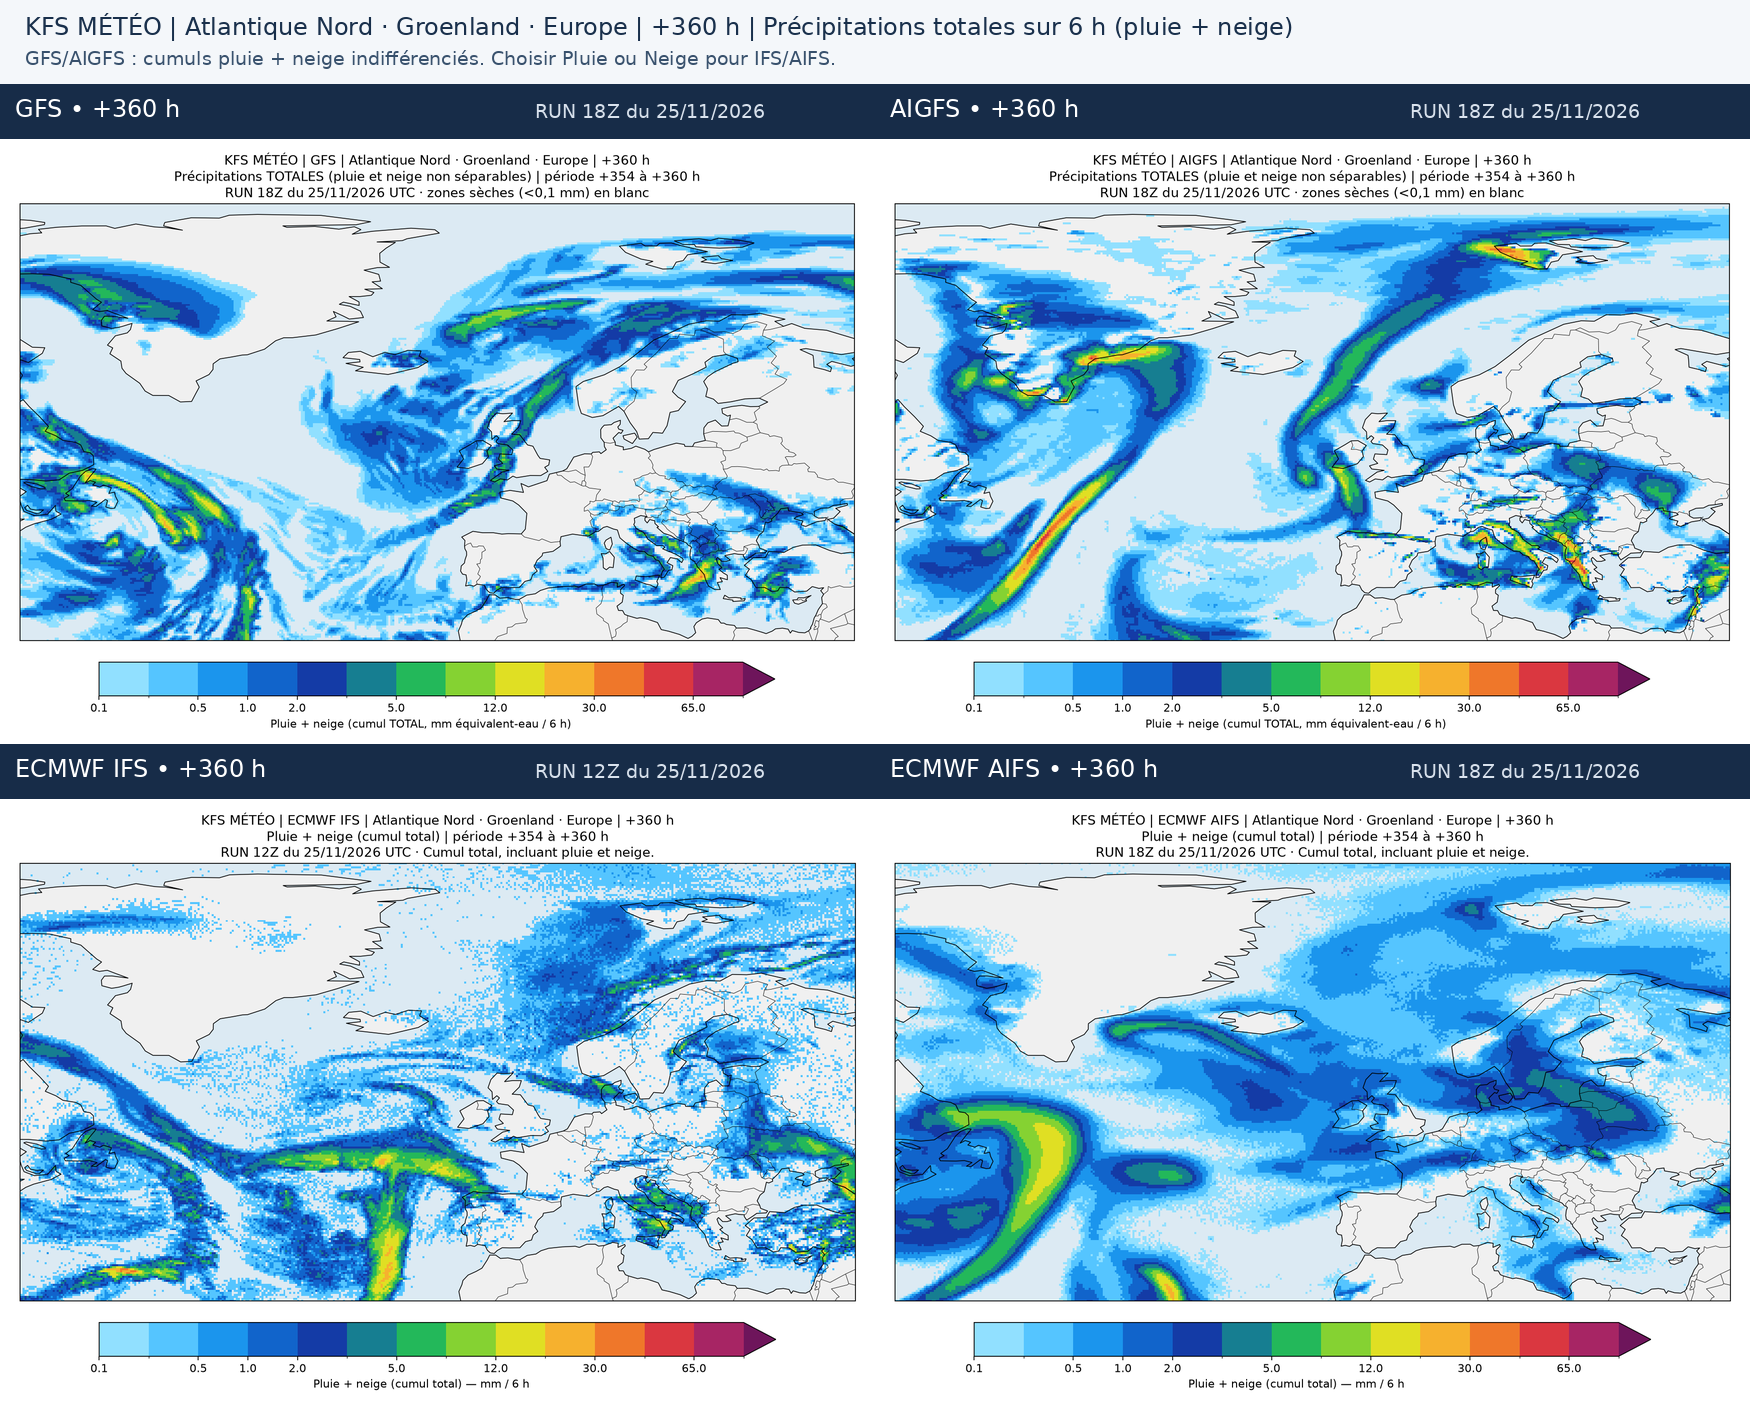 KFS MÉTÉO | Atlantique Nord · Groenland · Europe | +360 h | Précipitations totales sur 6 h (pluie + neige)
GFS/AIGFS : cumuls pluie + neige indifférenciés. Choisir Pluie ou Neige pour IFS/AIFS.
GFS • +360 h
RUN 18Z du 25/11/2026
KFS MÉTÉO | GFS | Atlantique Nord · Groenland · Europe | +360 h
Précipitations TOTALES (pluie et neige non séparables) | période +354 à +360 h
RUN 18Z du 25/11/2026 UTC · zones sèches (<0,1 mm) en blanc
0.1 0.5 1.0 2.0 5.0 12.0 30.0 65.0
Pluie + neige (cumul TOTAL, mm équivalent-eau / 6 h)
AIGFS • +360 h
RUN 18Z du 25/11/2026
KFS MÉTÉO | AIGFS | Atlantique Nord · Groenland · Europe | +360 h
Précipitations TOTALES (pluie et neige non séparables) | période +354 à +360 h
RUN 18Z du 25/11/2026 UTC · zones sèches (<0,1 mm) en blanc
0.1 0.5 1.0 2.0 5.0 12.0 30.0 65.0
Pluie + neige (cumul TOTAL, mm équivalent-eau / 6 h)
ECMWF IFS • +360 h
RUN 12Z du 25/11/2026
KFS MÉTÉO | ECMWF IFS | Atlantique Nord · Groenland · Europe | +360 h
Pluie + neige (cumul total) | période +354 à +360 h
RUN 12Z du 25/11/2026 UTC · Cumul total, incluant pluie et neige.
0.1 0.5 1.0 2.0 5.0 12.0 30.0 65.0
Pluie + neige (cumul total) — mm / 6 h
ECMWF AIFS • +360 h
RUN 18Z du 25/11/2026
KFS MÉTÉO | ECMWF AIFS | Atlantique Nord · Groenland · Europe | +360 h
Pluie + neige (cumul total) | période +354 à +360 h
RUN 18Z du 25/11/2026 UTC · Cumul total, incluant pluie et neige.
0.1 0.5 1.0 2.0 5.0 12.0 30.0 65.0
Pluie + neige (cumul total) — mm / 6 h